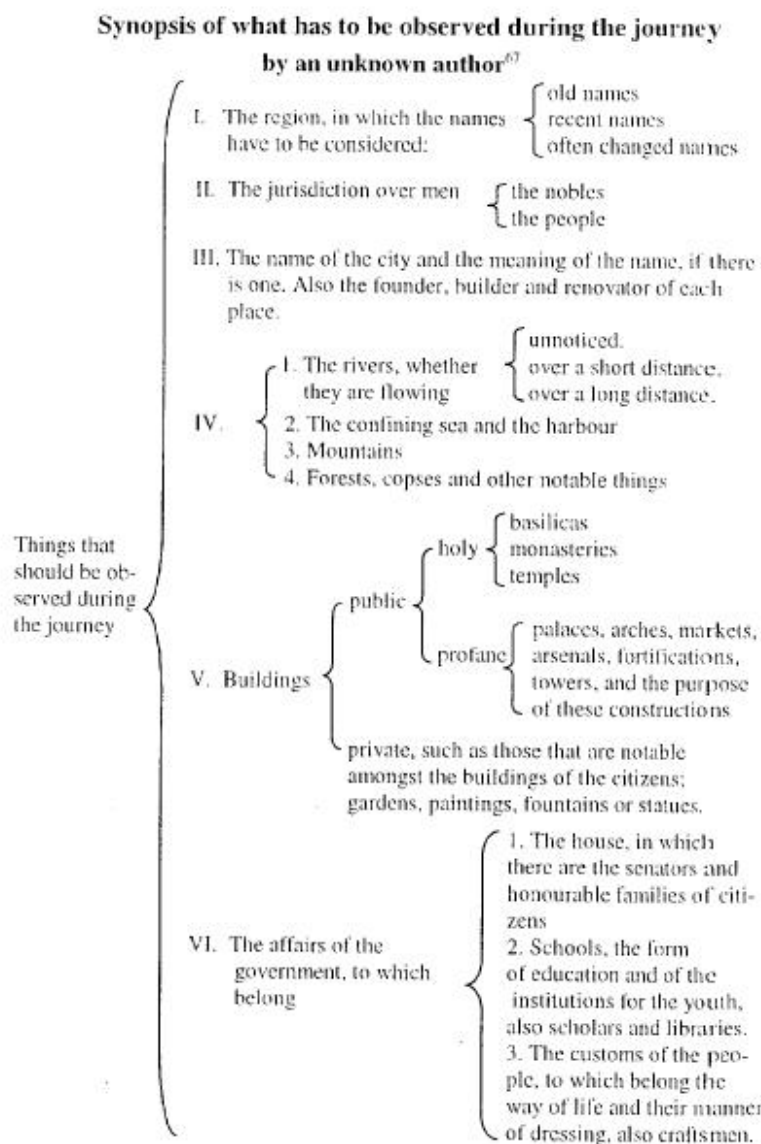 Synopsis of what has to be observed during the journey
by an unknown author67
Things that
should be ob-
served during
the journey
I. The region, in which the names
have to be considered:
old names
recent names
often changed names
II. The jurisdiction over men
the nobles
the people
III. The name of the city and the meaning of the name, if there
is one. Also the founder, builder and renovator of each
place.
IV.
1. The rivers, whether
they are flowing
unnoticed.
over a short distance.
over a long distance.
2. The confining sea and the harbour
3. Mountains
4. Forests, copses and other notable things
V. Buildings
public
holy
basilicas
monasteries
temples
profane
palaces, arches, markets,
arsenals, fortifications,
towers, and the purpose
of these constructions
private, such as those that are notable
amongst the buildings of the citizens;
gardens, paintings, fountains or statues.
VI. The affairs of the
government, to which
belong
1. The house, in which
there are the senators and
honourable families of citi-
zens
2. Schools, the form
of education and of the
institutions for the youth,
also scholars and libraries.
3. The customs of the peo-
ple, to which belong the
way of life and their manner
of dressing, also craftsmen.